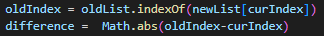 oldIndex = oldList.indexOf(newList[curIndex])
difference =  Math.abs(oldIndex-curIndex)